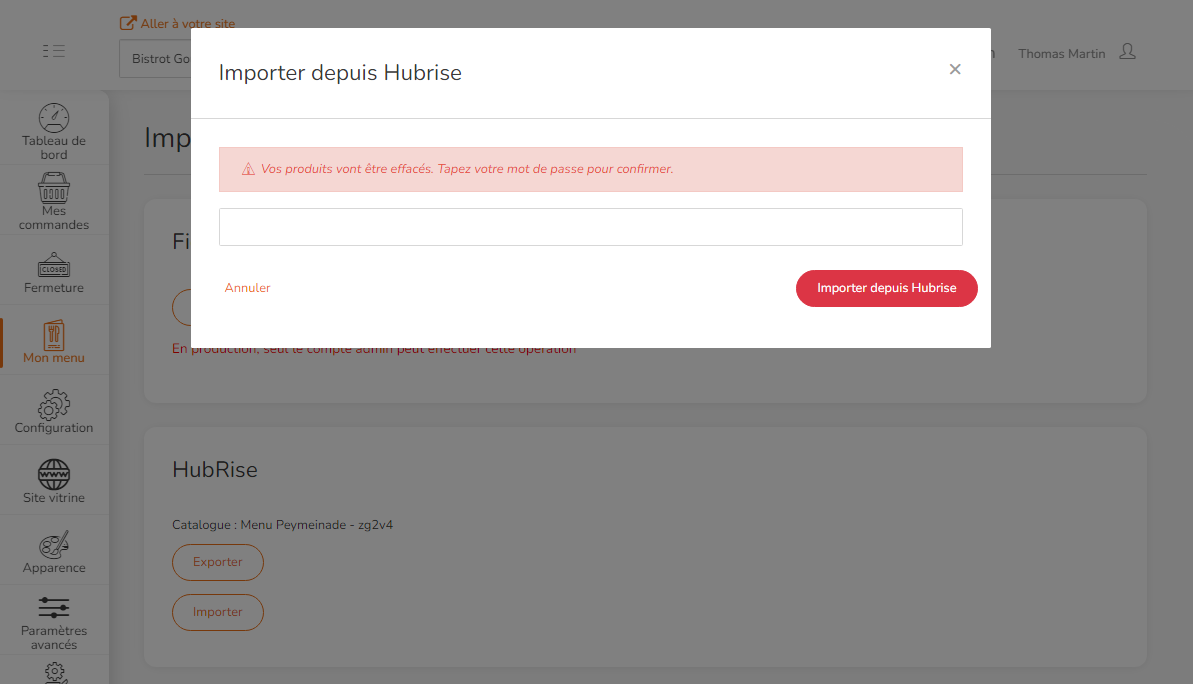 Aller à votre site
Bistrot Go
Thomas Martin
Importer depuis Hubrise
×
Vos produits vont être effacés. Tapez votre mot de passe pour confirmer.
Annuler
Importer depuis Hubrise
Tableau de
bord
Mes
commandes
CLOSED
Fermeture
Mon menu
Configuration
www
Site vitrine
Apparence
Paramètres
avancés
Imp
Fi
En production, seul le compte admin peut effectuer cette opération
HubRise
Catalogue : Menu Peymeinade - zg2v4
Exporter
Importer